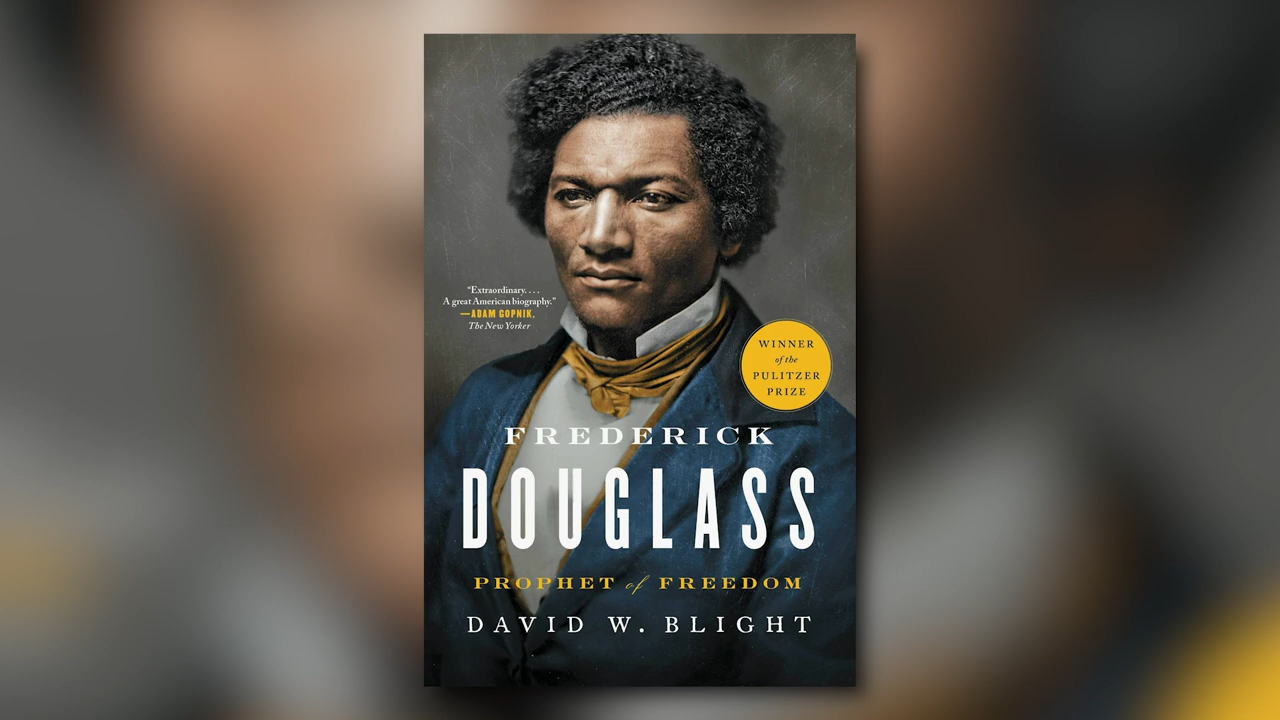 “Extraordinary. . . .
A great American biography.”
—ADAM GOPNIK,
The New Yorker
WINNER
of the
PULITZER
PRIZE
FREDERICK
DOUGLASS
PROPHET of FREEDOM
DAVID W. BLIGHT